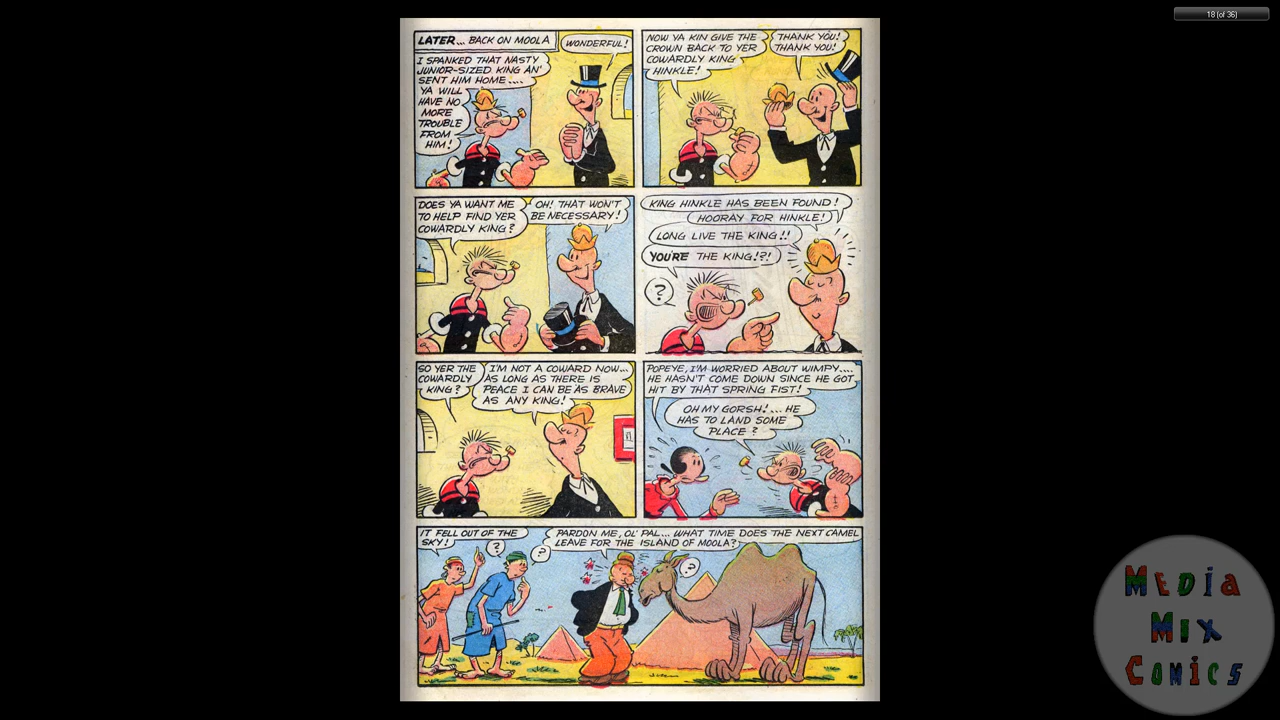 18 (of 36)
LATER... BACK ON MOOLA
I SPANKED THAT NASTY
JUNIOR-SIZED KING AN'
SENT HIM HOME....
YA WILL
HAVE NO
MORE
TROUBLE
FROM
HIM!
WONDERFUL!
NOW YA KIN GIVE THE
CROWN BACK TO YER
COWARDLY KING
HINKLE!
THANK YOU!
THANK YOU!
DOES YA WANT ME
TO HELP FIND YER
COWARDLY KING?
OH! THAT WON'T
BE NECESSARY!
KING HINKLE HAS BEEN FOUND!
HOORAY FOR HINKLE!
LONG LIVE THE KING!!
YOU'RE THE KING!?!
?
SO YER THE
COWARDLY
KING?
I'M NOT A COWARD NOW...
AS LONG AS THERE IS
PEACE I CAN BE AS BRAVE
AS ANY KING!
POPEYE, I'M WORRIED ABOUT WIMPY....
HE HASN'T COME DOWN SINCE HE GOT
HIT BY THAT SPRING FIST!
OH MY GORSH!... HE
HAS TO LAND SOME
PLACE?
IT FELL OUT OF THE
SKY!
?
?
PARDON ME, OL' PAL... WHAT TIME DOES THE NEXT CAMEL
LEAVE FOR THE ISLAND OF MOOLA?
?
MEDIA
MIX
COMICS